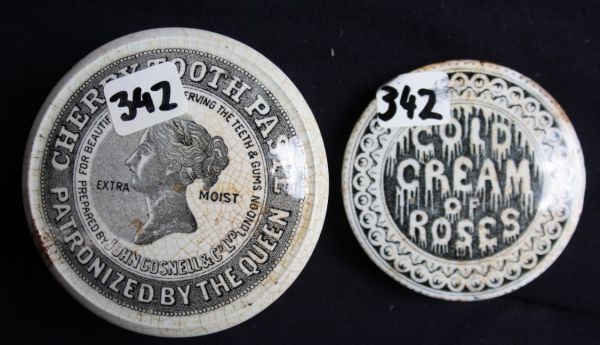 CHERRY TOOTH PASTE
342
FOR BEAUTIFYING PRESERVING THE TEETH & GUMS
EXTRA MOIST
PREPARED BY JOHN GOSNELL & Co LTD LONDON
PATRONIZED BY THE QUEEN
342
COLD
CREAM
OF
ROSES